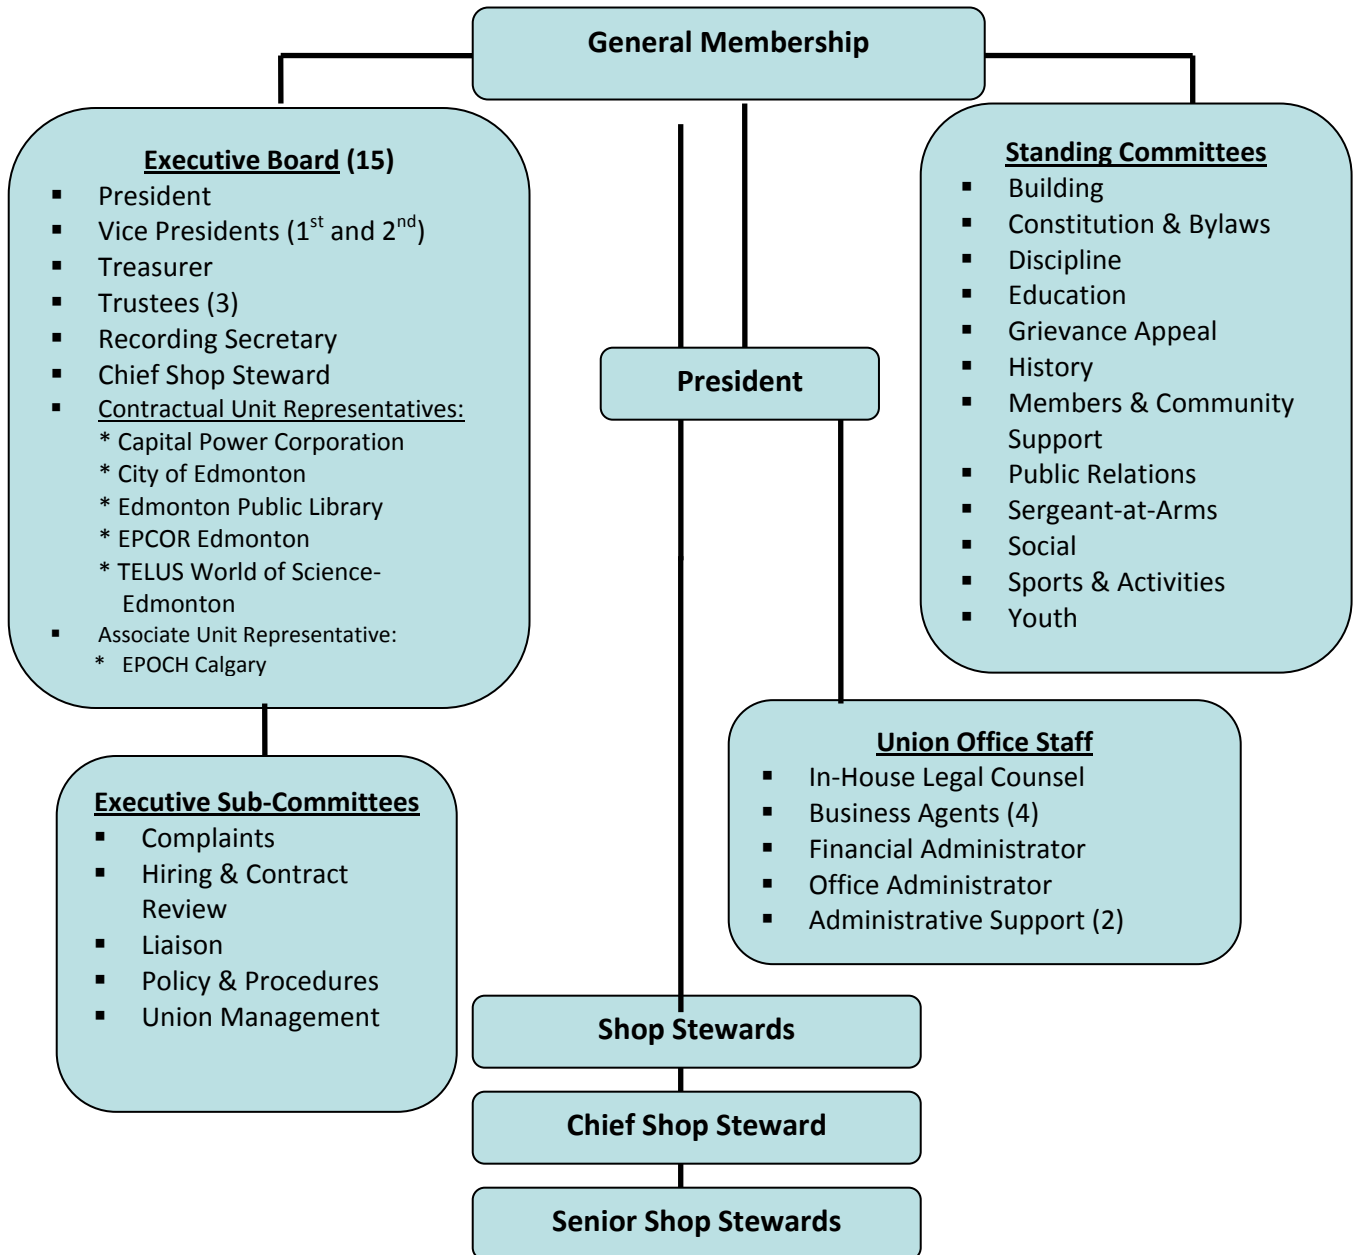 General Membership
Executive Board (15)
▪ President
▪ Vice Presidents (1st and 2nd)
▪ Treasurer
▪ Trustees (3)
▪ Recording Secretary
▪ Chief Shop Steward
▪ Contractual Unit Representatives:
* Capital Power Corporation
* City of Edmonton
* Edmonton Public Library
* EPCOR Edmonton
* TELUS World of Science-
Edmonton
▪ Associate Unit Representative:
* EPOCH Calgary
Standing Committees
▪ Building
▪ Constitution & Bylaws
▪ Discipline
▪ Education
▪ Grievance Appeal
▪ History
▪ Members & Community
Support
▪ Public Relations
▪ Sergeant-at-Arms
▪ Social
▪ Sports & Activities
▪ Youth
President
Executive Sub-Committees
▪ Complaints
▪ Hiring & Contract
Review
▪ Liaison
▪ Policy & Procedures
▪ Union Management
Union Office Staff
▪ In-House Legal Counsel
▪ Business Agents (4)
▪ Financial Administrator
▪ Office Administrator
▪ Administrative Support (2)
Shop Stewards
Chief Shop Steward
Senior Shop Stewards